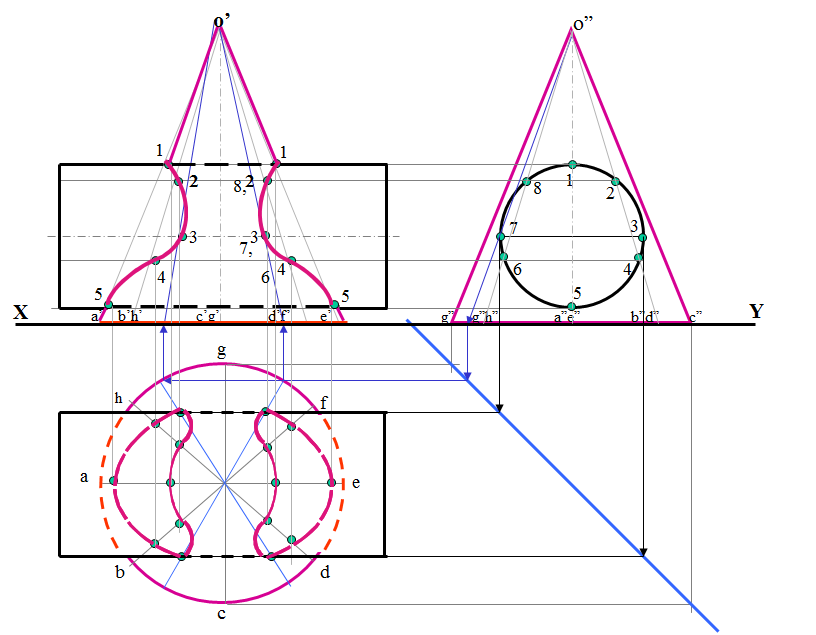 o’ o”
1 1
2 8, 2 8 1 2
3 3 7 3
7,
4 6 4 6 4
5 5 5
X a’ b’h’ c’g’ d’f’ e’ g” g”h” a”e” b”d” c” Y
g
h f
a e
b d
c